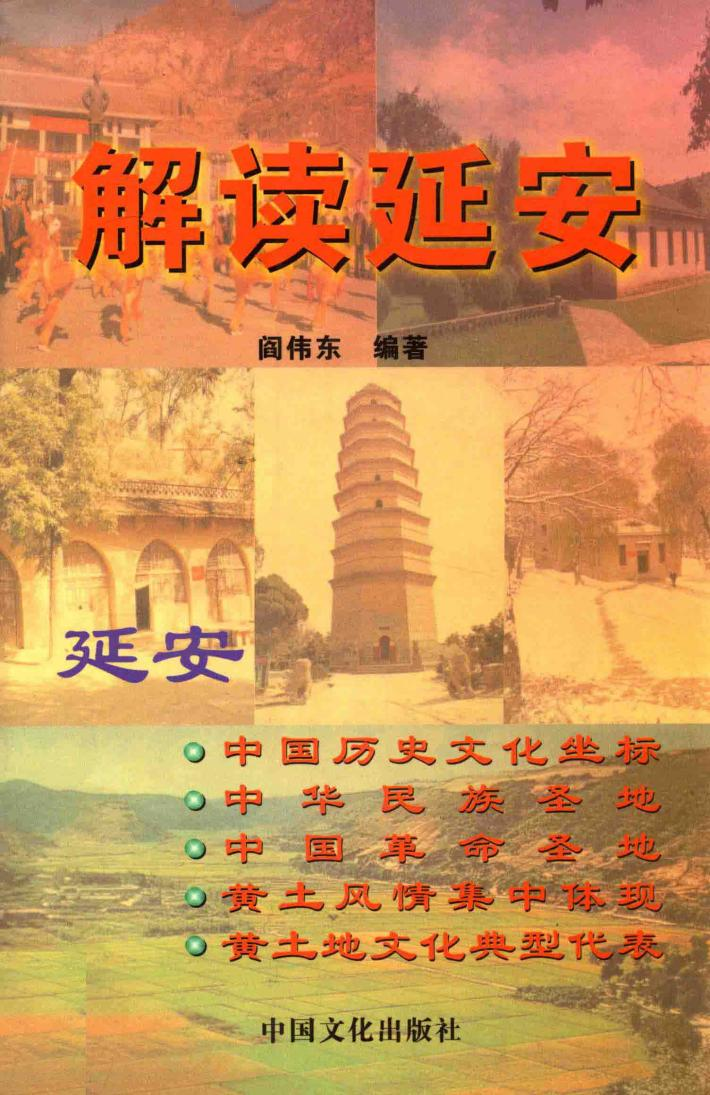 解读延安
阎伟东 编著
延安
中国历史文化坐标
中华民族圣地
中国革命圣地
黄土风情集中体现
黄土地文化典型代表
中国文化出版社